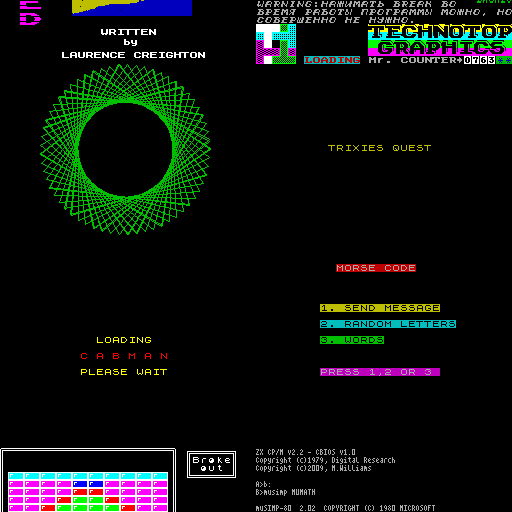 ED
WRITTEN
by
LAURENCE CREIGHTON
WARNING:НАЖИМАТЬ BREAK ВО
ВРЕМЯ РАБОТЫ ПРОГРАММЫ МОЖНО, НО
СОВЕРШЕННО НЕ НУЖНО.
TECHNOTOP
GRAPHICS
LOADING Mr. COUNTER→0763
TRIXIES QUEST
MORSE CODE
1. SEND MESSAGE
2. RANDOM LETTERS
3. WORDS
PRESS 1,2 OR 3
LOADING
C A B M A N
PLEASE WAIT
Broke
out
ZX CP/M v2.2 - CBIOS v1.0
Copyright (c)1979, Digital Research
Copyright (c)2009, M.Williams
A>b:
B>musimp MUMATH
muSIMP-80  2.02  COPYRIGHT (C) 1980 MICROSOFT